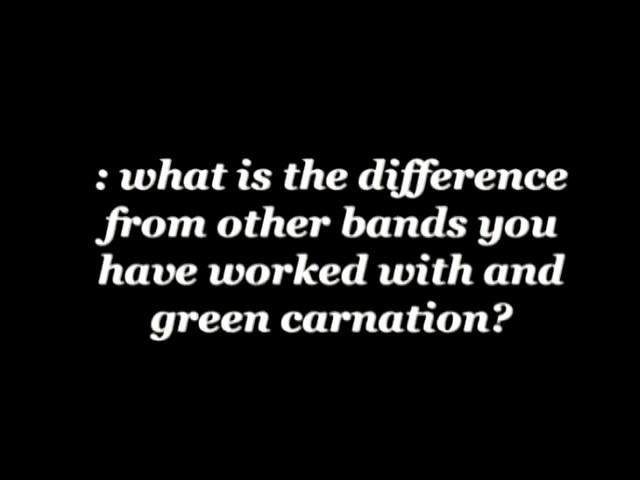 : what is the difference
from other bands you
have worked with and
green carnation?